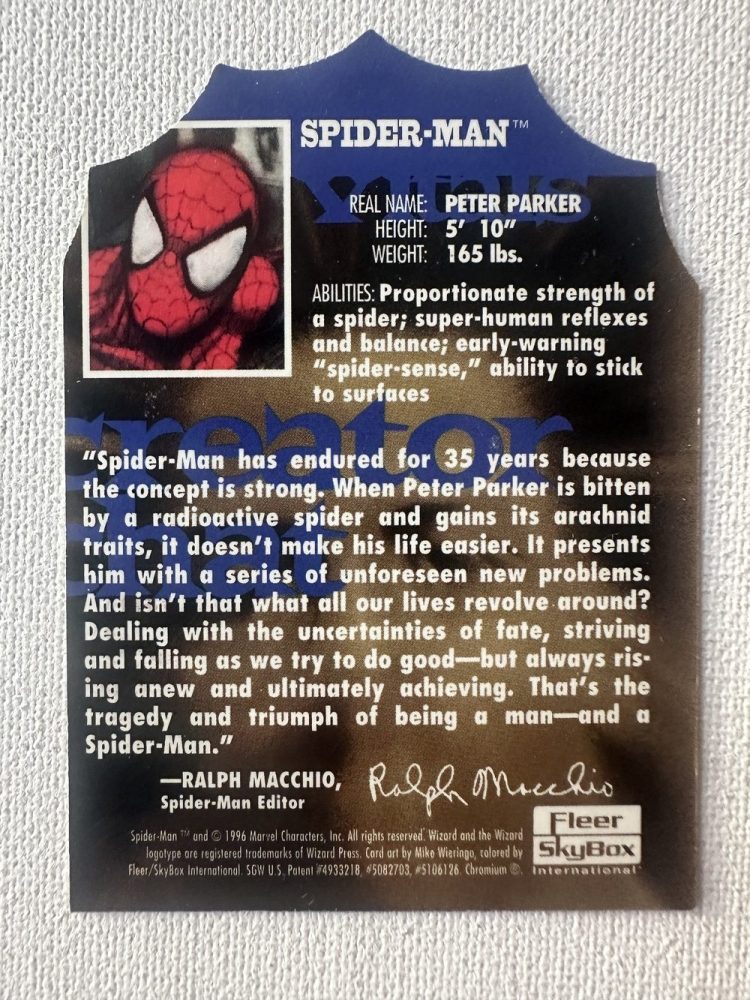 SPIDER-MAN™
REAL NAME: PETER PARKER
HEIGHT: 5' 10"
WEIGHT: 165 lbs.
ABILITIES: Proportionate strength of
a spider; super-human reflexes
and balance; early-warning
"spider-sense," ability to stick
to surfaces
creator
chat
"Spider-Man has endured for 35 years because
the concept is strong. When Peter Parker is bitten
by a radioactive spider and gains its arachnid
traits, it doesn't make his life easier. It presents
him with a series of unforeseen new problems.
And isn't that what all our lives revolve around?
Dealing with the uncertainties of fate, striving
and falling as we try to do good—but always ris-
ing anew and ultimately achieving. That's the
tragedy and triumph of being a man—and a
Spider-Man."
—RALPH MACCHIO,
Spider-Man Editor
Ralph Macchio
Spider-Man ™ and © 1996 Marvel Characters, Inc. All rights reserved. Wizard and the Wizard
logotype are registered trademarks of Wizard Press. Card art by Mike Wieringo, colored by
Fleer/SkyBox International. SGW U.S. Patent #4933218, #5082703, #5106126. Chromium ®.
Fleer
SkyBox
International™